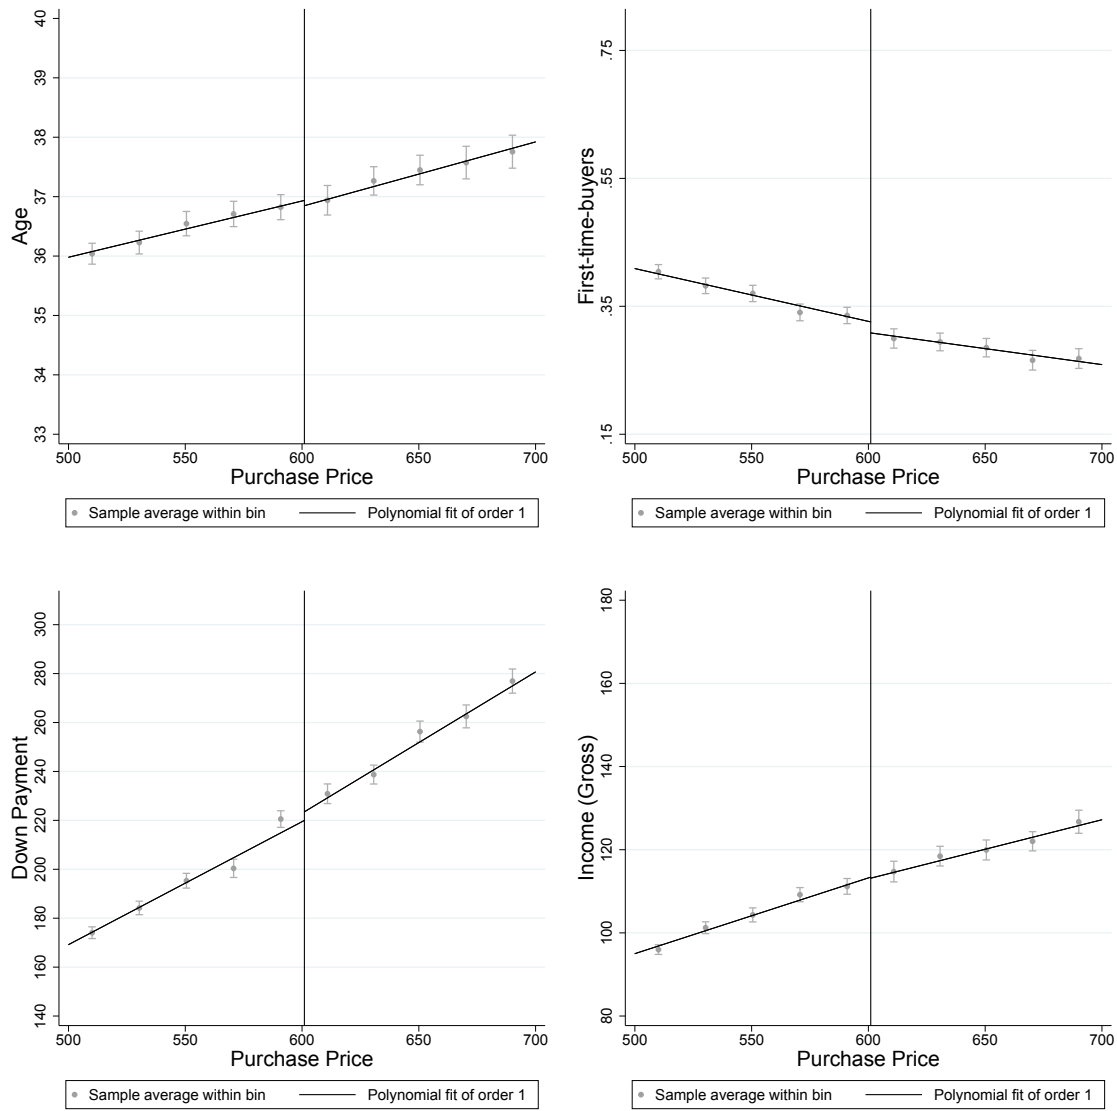 Age
40
39
38
37
36
35
34
33
500 550 600 650 700
Purchase Price
Sample average within bin Polynomial fit of order 1
First-time-buyers
.75
.55
.35
.15
500 550 600 650 700
Purchase Price
Sample average within bin Polynomial fit of order 1
Down Payment
300
280
260
240
220
200
180
160
140
500 550 600 650 700
Purchase Price
Sample average within bin Polynomial fit of order 1
Income (Gross)
180
160
140
120
100
80
500 550 600 650 700
Purchase Price
Sample average within bin Polynomial fit of order 1